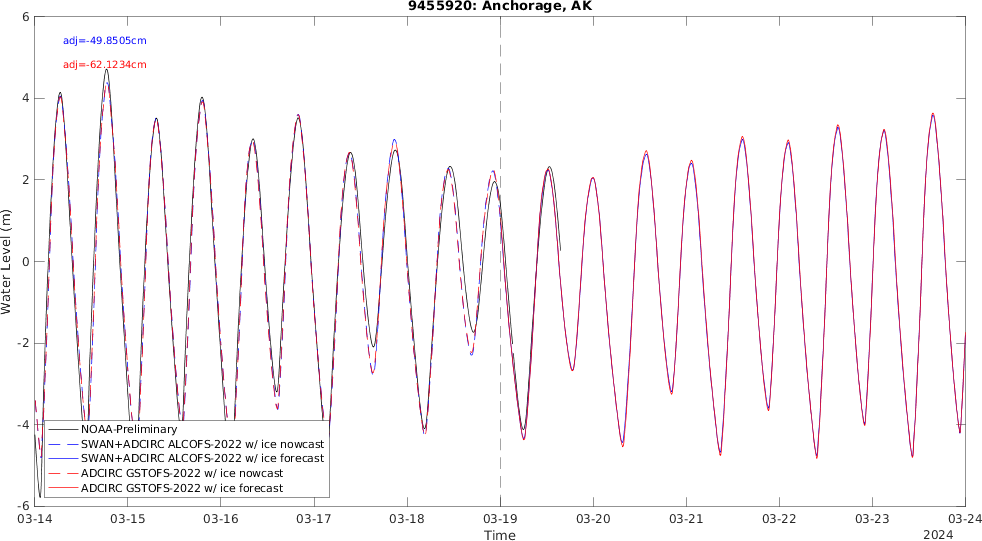 9455920: Anchorage, AK
6
adj=-49.8505cm
adj=-62.1234cm
4
2
0
-2
-4
-6
Water Level (m)
NOAA-Preliminary
SWAN+ADCIRC ALCOFS-2022 w/ ice nowcast
SWAN+ADCIRC ALCOFS-2022 w/ ice forecast
ADCIRC GSTOFS-2022 w/ ice nowcast
ADCIRC GSTOFS-2022 w/ ice forecast
03-14 03-15 03-16 03-17 03-18 03-19 03-20 03-21 03-22 03-23 03-24
Time
2024